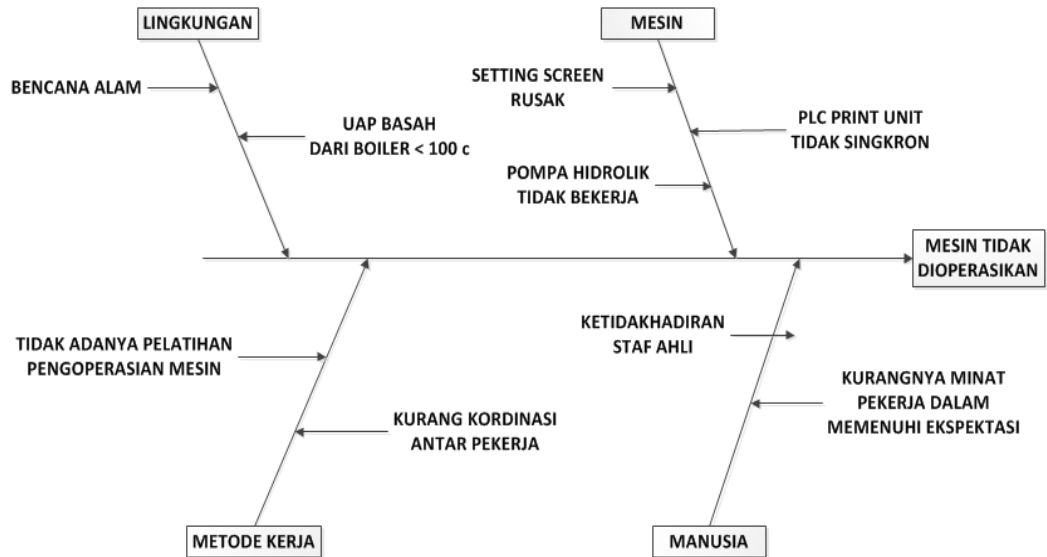 LINGKUNGAN
MESIN
BENCANA ALAM
UAP BASAH
DARI BOILER < 100 c
SETTING SCREEN
RUSAK
PLC PRINT UNIT
TIDAK SINGKRON
POMPA HIDROLIK
TIDAK BEKERJA
MESIN TIDAK
DIOPERASIKAN
TIDAK ADANYA PELATIHAN
PENGOPERASIAN MESIN
KURANG KORDINASI
ANTAR PEKERJA
KETIDAKHADIRAN
STAF AHLI
KURANGNYA MINAT
PEKERJA DALAM
MEMENUHI EKSPEKTASI
METODE KERJA
MANUSIA